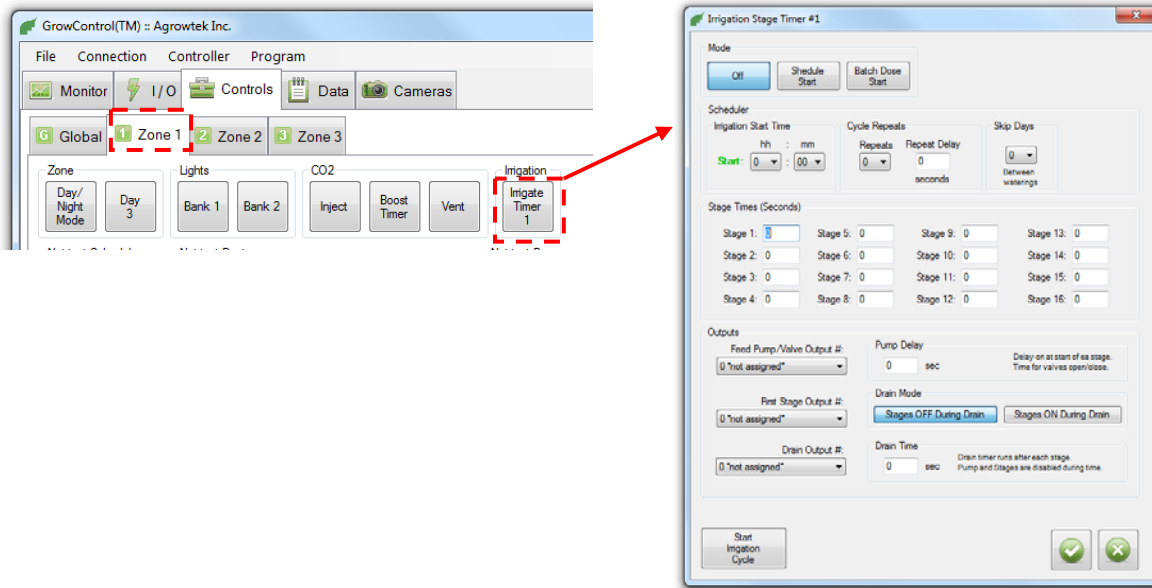 GrowControl(TM) :: Agrowtek Inc.
File Connection Controller Program
Monitor I / O Controls Data Cameras
G Global 1 Zone 1 2 Zone 2 3 Zone 3
Zone Lights CO2 Irrigation
Day/ Night Mode Day 3 Bank 1 Bank 2 Inject Boost Timer Vent Irrigate Timer 1
Irrigation Stage Timer #1
Mode
Off Shedule Start Batch Dose Start
Scheduler
Irrigation Start Time Cycle Repeats Skip Days
hh : mm Repeats Repeat Delay
Start: 0 : 00 0 0 0
seconds Between waterings
Stage Times (Seconds)
Stage 1: 0 Stage 5: 0 Stage 9: 0 Stage 13: 0
Stage 2: 0 Stage 6: 0 Stage 10: 0 Stage 14: 0
Stage 3: 0 Stage 7: 0 Stage 11: 0 Stage 15: 0
Stage 4: 0 Stage 8: 0 Stage 12: 0 Stage 16: 0
Outputs
Feed Pump/Valve Output #: Pump Delay
0 "not assigned" 0 sec Delay-on at start of ea stage.
Time for valves open/close.
First Stage Output #: Drain Mode
0 "not assigned" Stages OFF During Drain Stages ON During Drain
Drain Output #: Drain Time
0 "not assigned" 0 sec Drain timer runs after each stage.
Pump and Stages are disabled during time.
Start
Irrigation
Cycle